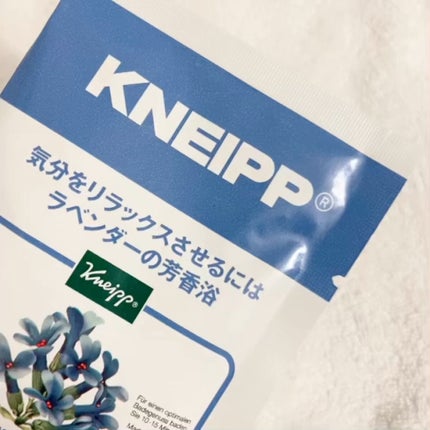 KNEIPP®
気分をリラックスさせるには
ラベンダーの芳香浴
Kneipp®
Für einen optimalen
Badegenuss baden
Sie 10-15 Mi